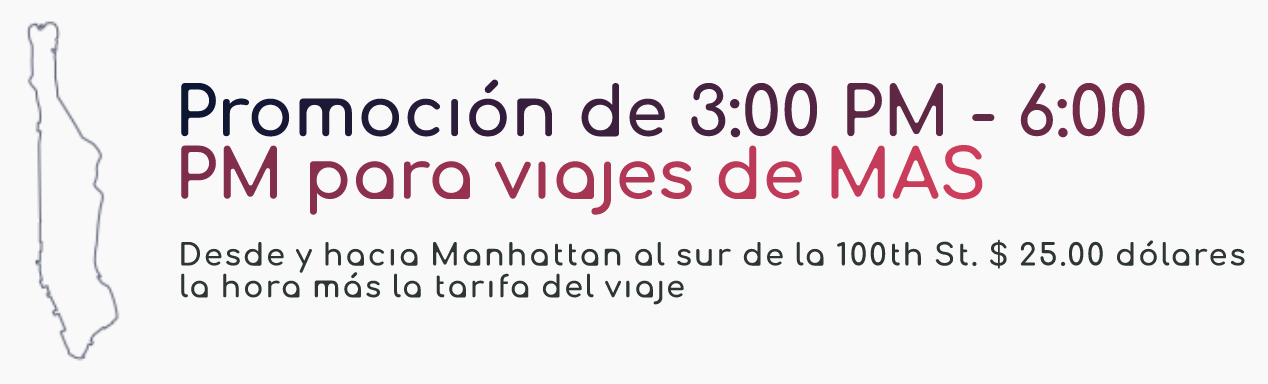 Promoción de 3:00 PM - 6:00
PM para viajes de MAS
Desde y hacia Manhattan al sur de la 100th St. $ 25.00 dólares
la hora más la tarifa del viaje